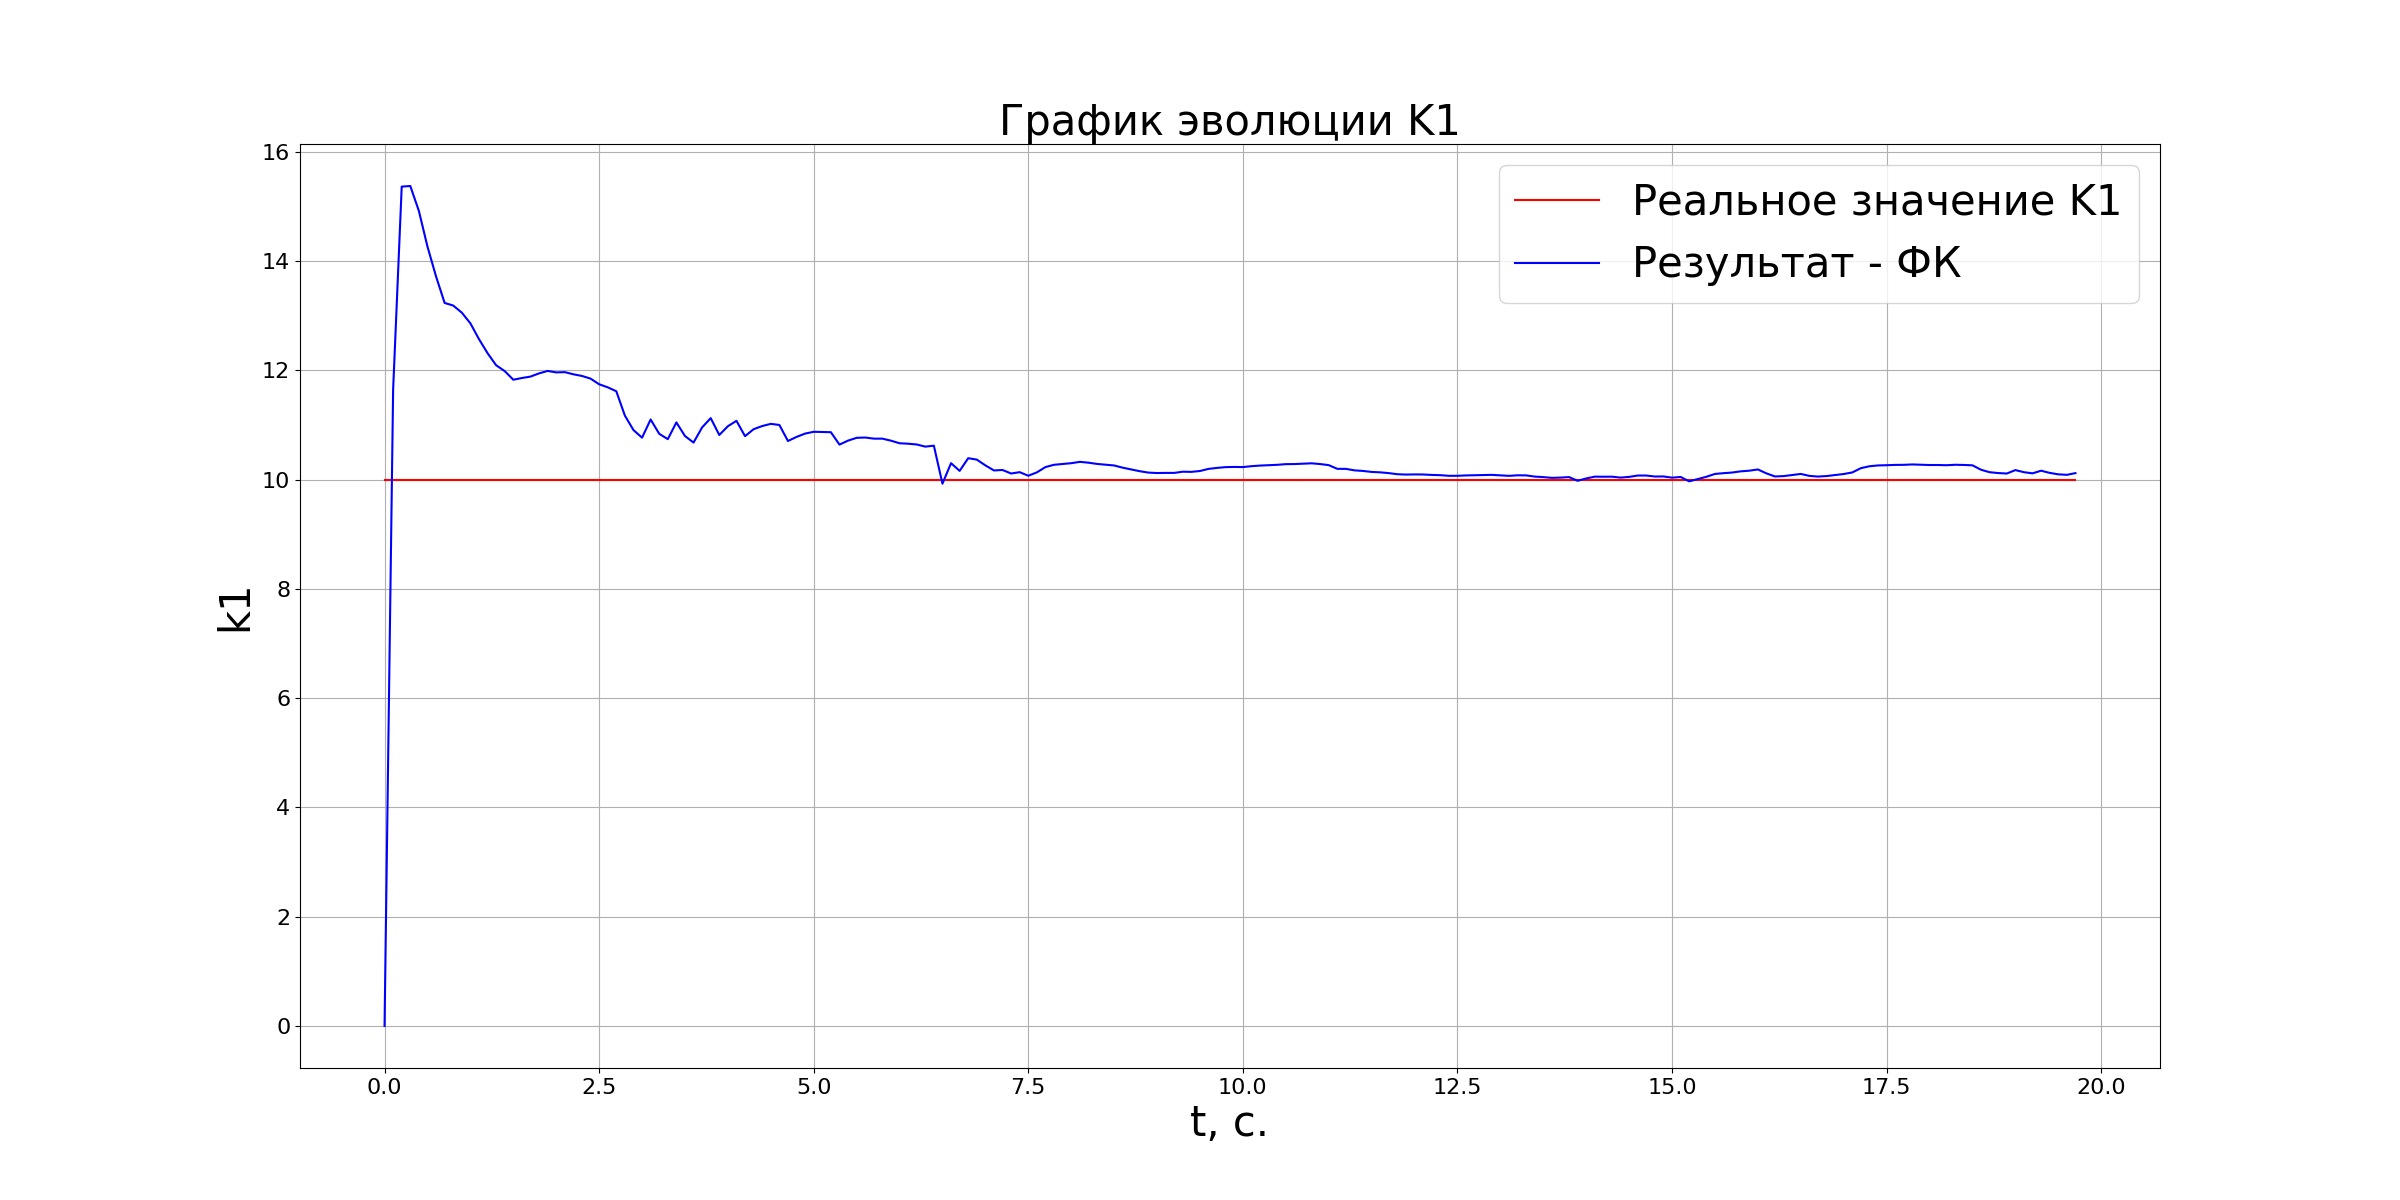 График эволюции K1
16
14
12
10
8
6
4
2
0
k1
Реальное значение K1
Результат - ФК
0.0 2.5 5.0 7.5 10.0 12.5 15.0 17.5 20.0
t, с.